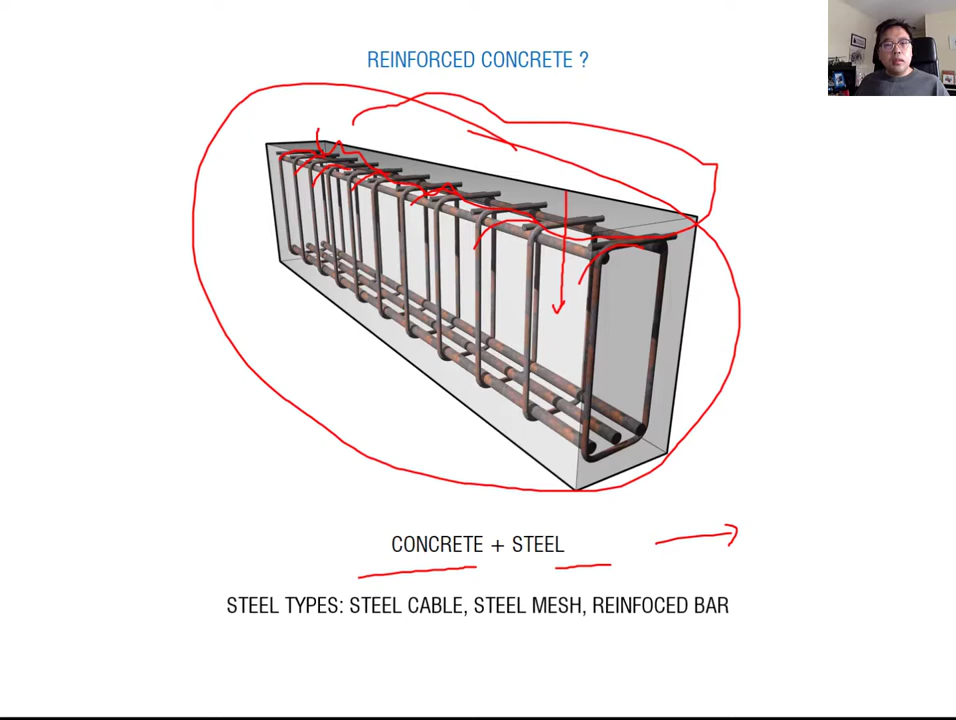 REINFORCED CONCRETE ?
CONCRETE + STEEL
STEEL TYPES: STEEL CABLE, STEEL MESH, REINFOCED BAR